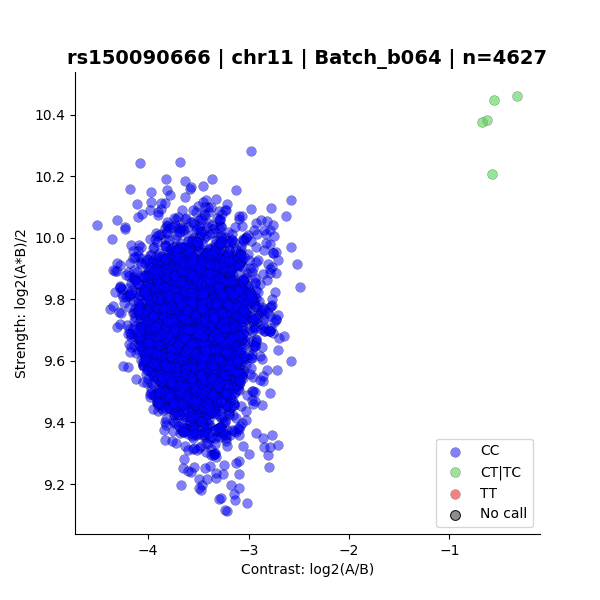 rs150090666 | chr11 | Batch_b064 | n=4627
Strength: log2(A*B)/2
10.4
10.2
10.0
9.8
9.6
9.4
9.2
CC
CT|TC
TT
No call
−4
−3
−2
−1
Contrast: log2(A/B)